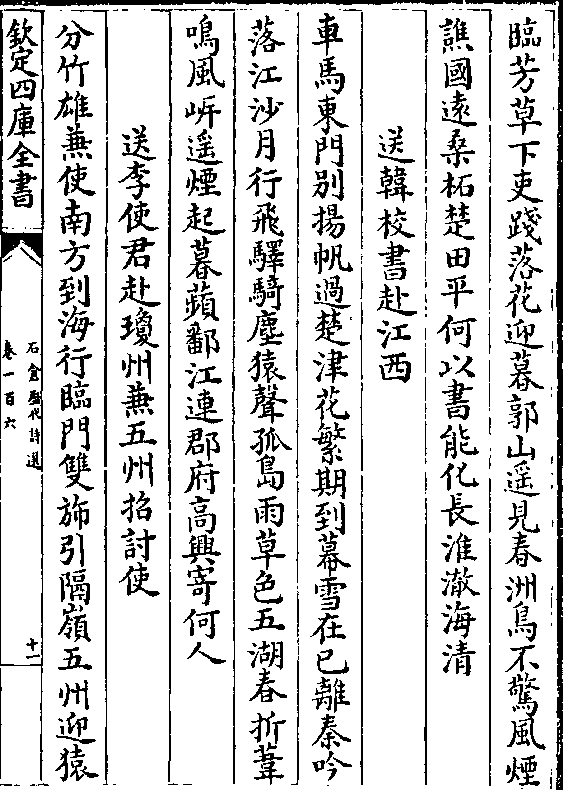 臨芳草下吏踐落花迎暮郭山遥見春洲鳥不驚風煙
譙國遠桑柘楚田平何以書能化長淮澈海清
送韓校書赴江西
車馬東門别揚帆過楚津花繁期到幕雪在已離秦吟
落江沙月行飛驛騎塵猿聲孤島雨草色五湖春折葦
鳴風岍遥煙起暮蘋鄱江連郡府高興寄何人
送李使君赴瓊州兼五州招討使
分竹雄兼使南方到海行臨門雙斾引隔嶺五州迎猿
欽定四庫全書
石倉歷代詩選
卷一百六
十一